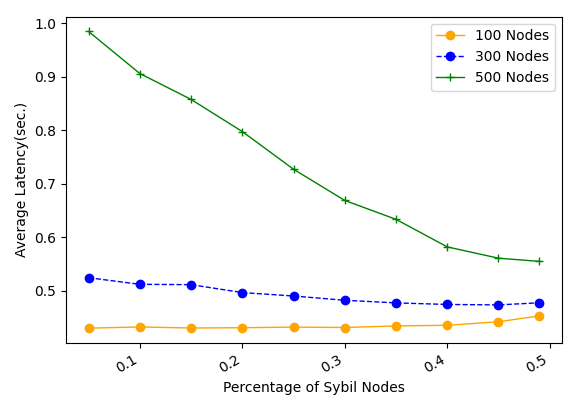 1.0
0.9
0.8
0.7
0.6
0.5
Average Latency(sec.)
100 Nodes
300 Nodes
500 Nodes
0.1
0.2
0.3
0.4
0.5
Percentage of Sybil Nodes